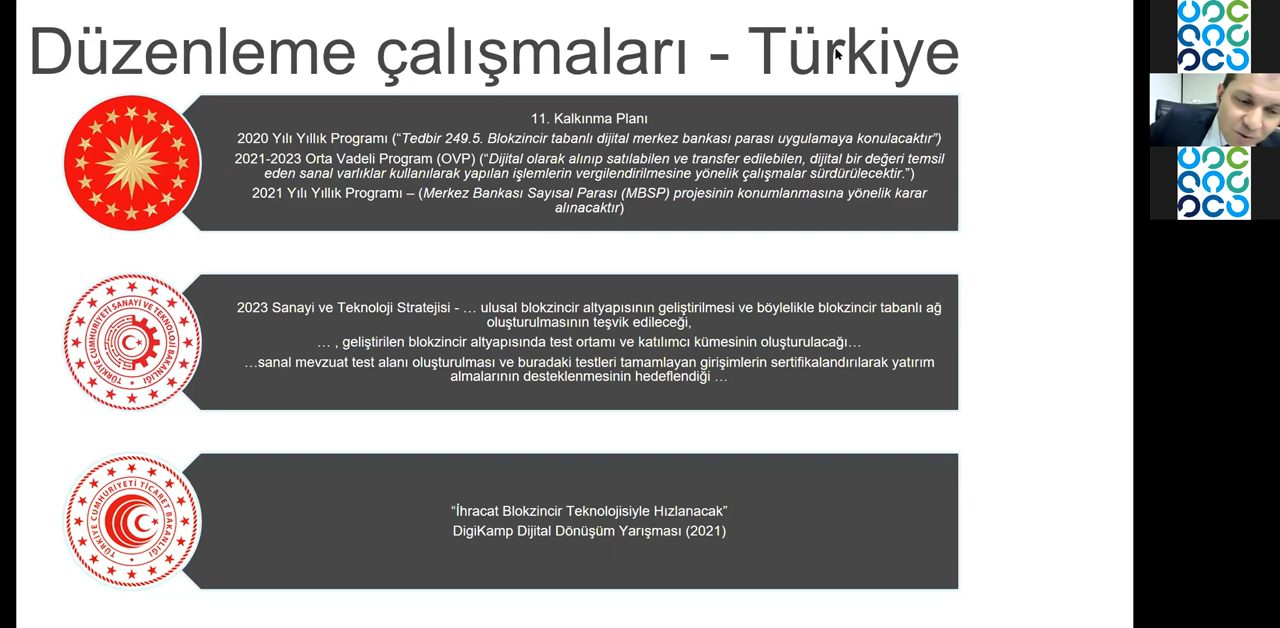 Düzenleme çalışmaları - Türkiye
11. Kalkınma Planı
2020 Yılı Yıllık Programı (“Tedbir 249.5. Blokzincir tabanlı dijital merkez bankası parası uygulamaya konulacaktır”)
2021-2023 Orta Vadeli Program (OVP) (“Dijital olarak alınıp satılabilen ve transfer edilebilen, dijital bir değeri temsil
eden sanal varlıklar kullanılarak yapılan işlemlerin vergilendirilmesine yönelik çalışmalar sürdürülecektir.”)
2021 Yılı Yıllık Programı – (Merkez Bankası Sayısal Parası (MBSP) projesinin konumlanmasına yönelik karar
alınacaktır)
TÜRKİYE CUMHURİYETİ SANAYİ VE TEKNOLOJİ BAKANLIĞI
2023 Sanayi ve Teknoloji Stratejisi - … ulusal blokzincir altyapısının geliştirilmesi ve böylelikle blokzincir tabanlı ağ
oluşturulmasının teşvik edileceği,
… , geliştirilen blokzincir altyapısında test ortamı ve katılımcı kümesinin oluşturulacağı…
…sanal mevzuat test alanı oluşturulması ve buradaki testleri tamamlayan girişimlerin sertifikalandırılarak yatırım
almalarının desteklenmesinin hedeflendiği …
TÜRKİYE CUMHURİYETİ TİCARET BAKANLIĞI
“İhracat Blokzincir Teknolojisiyle Hızlanacak”
DigiKamp Dijital Dönüşüm Yarışması (2021)